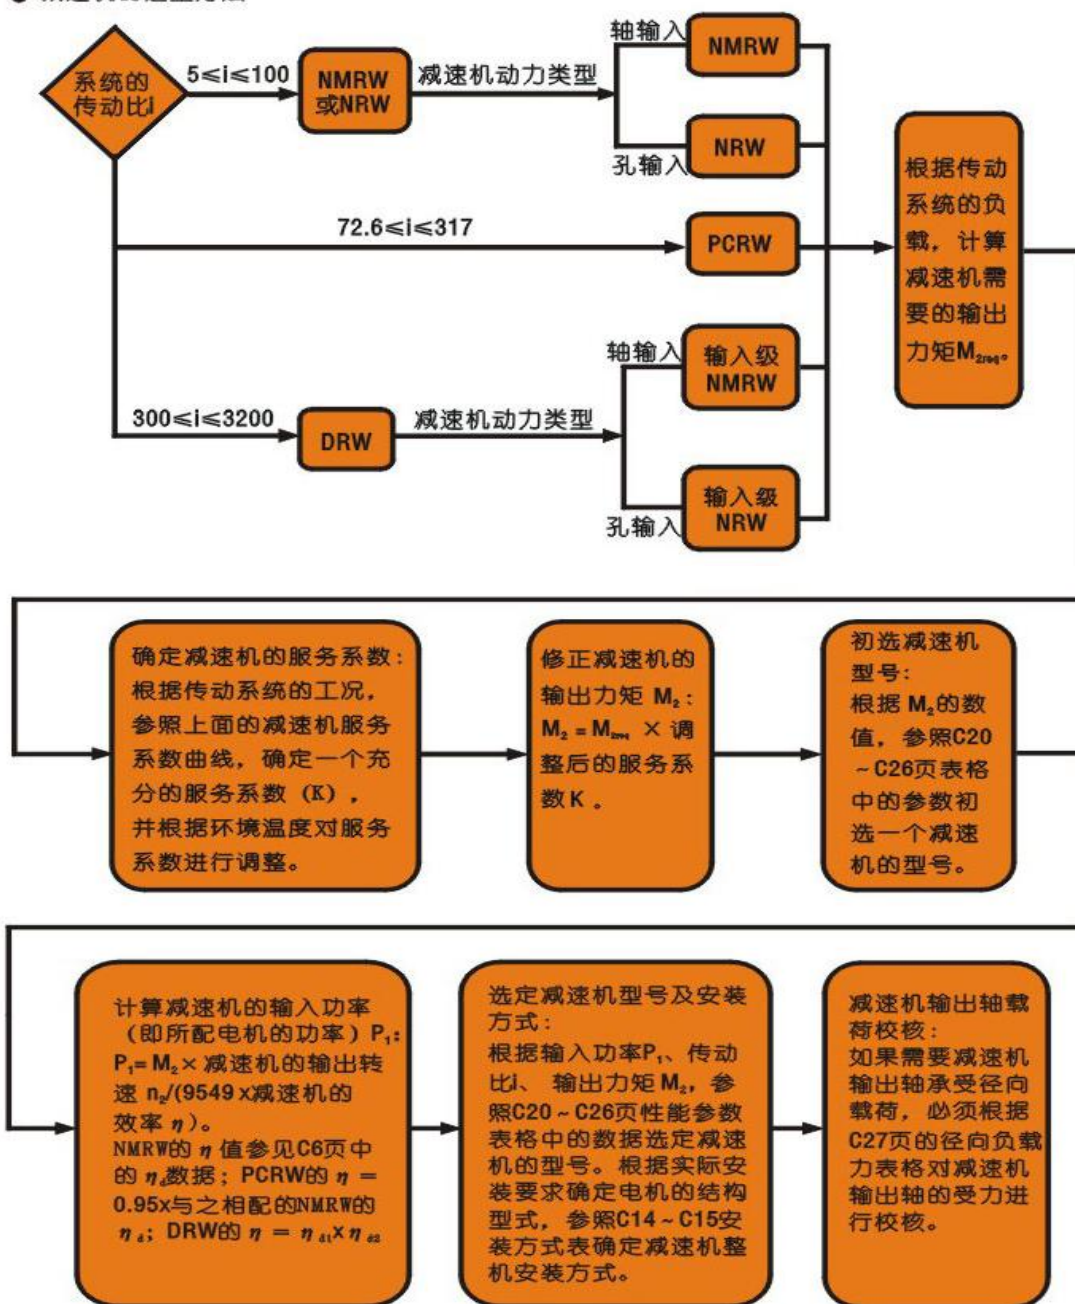 系统的
传动比i
5≤i≤100
NMRW
或NRW
减速机动力类型
轴输入
NMRW
孔输入
NRW
72.6≤i≤317
PCRW
300≤i≤3200
DRW
减速机动力类型
轴输入
输入级
NMRW
孔输入
输入级
NRW
根据传动
系统的负
载，计算
减速机需
要的输出
力矩M₂req。
确定减速机的服务系数：
根据传动系统的工况，
参照上面的减速机服务
系数曲线，确定一个充
分的服务系数（K），
并根据环境温度对服务
系数进行调整。
修正减速机的
输出力矩 M₂：
M₂ = M₂req × 调
整后的服务系
数K 。
初选减速机
型号：
根据 M₂的数
值，参照C20
~C26页表格
中的参数初
选一个减速
机的型号。
计算减速机的输入功率
（即所配电机的功率）P₁：
P₁= M₂× 减速机的输出转
速 n₂/(9549 x减速机的
效率 η )。
NMRW的 η 值参见C6页中
的 ηd数据；PCRW的 η =
0.95x与之相配的NMRW的
ηd；DRW的 η = ηd1x ηd2
选定减速机型号及安装
方式：
根据输入功率P₁、传动
比i、 输出力矩 M₂，参
照C20~C26页性能参数
表格中的数据选定减速
机的型号。根据实际安
装要求确定电机的结构
型式，参照C14~C15安
装方式表确定减速机整
机安装方式。
减速机输出轴载
荷校核：
如果需要减速机
输出轴承受径向
载荷，必须根据
C27页的径向负载
力表格对减速机
输出轴的受力进
行校核。